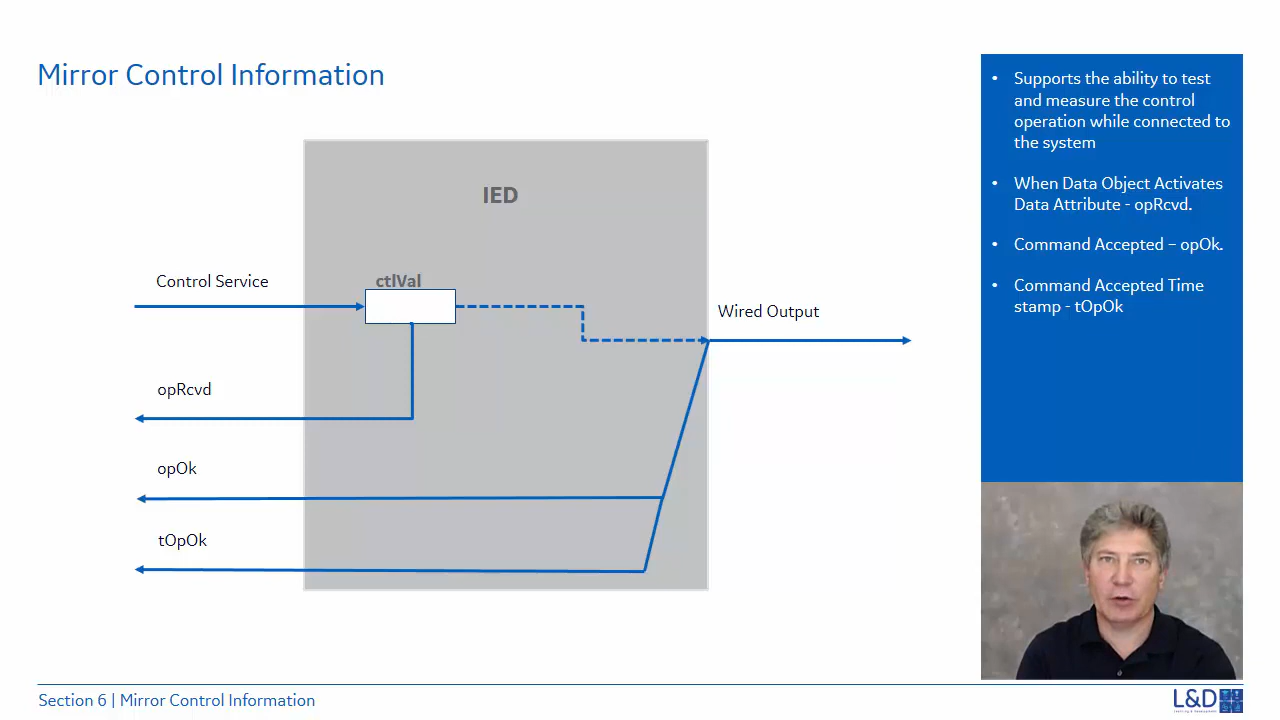 Mirror Control Information
IED
Control Service
ctlVal
Wired Output
opRcvd
opOk
tOpOk
• Supports the ability to test
and measure the control
operation while connected to
the system
• When Data Object Activates
Data Attribute - opRcvd.
• Command Accepted – opOk.
• Command Accepted Time
stamp - tOpOk
Section 6 | Mirror Control Information
L&D